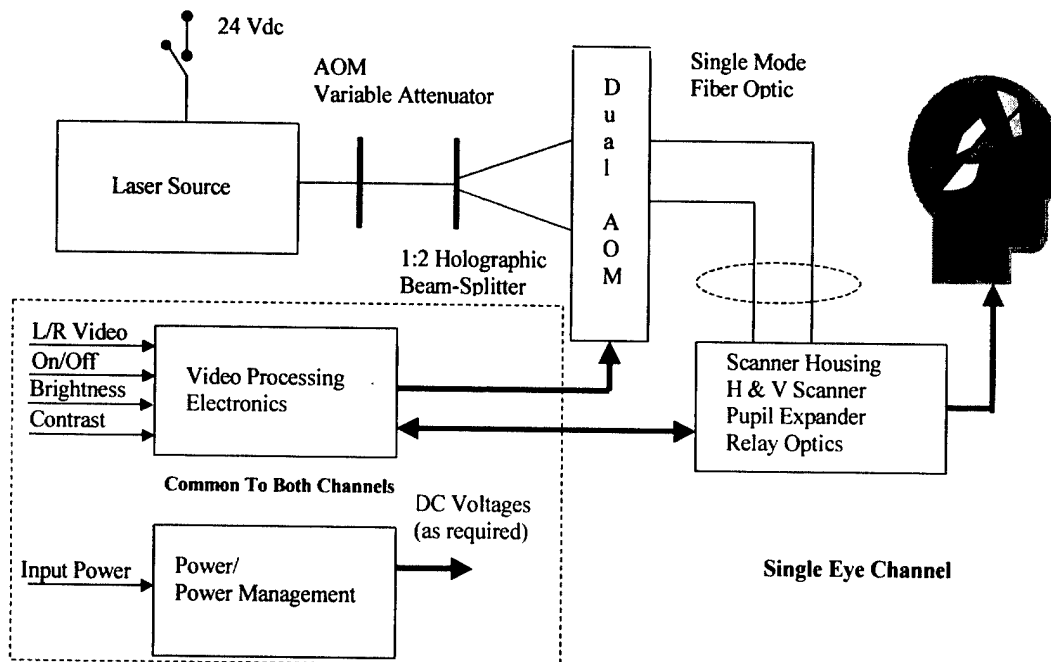 24 Vdc
AOM
Variable Attenuator
Single Mode
Fiber Optic
Dual AOM
Laser Source
1:2 Holographic
Beam-Splitter
L/R Video
On/Off
Brightness
Contrast
Video Processing
Electronics
Scanner Housing
H & V Scanner
Pupil Expander
Relay Optics
Common To Both Channels
DC Voltages
(as required)
Input Power
Power/
Power Management
Single Eye Channel